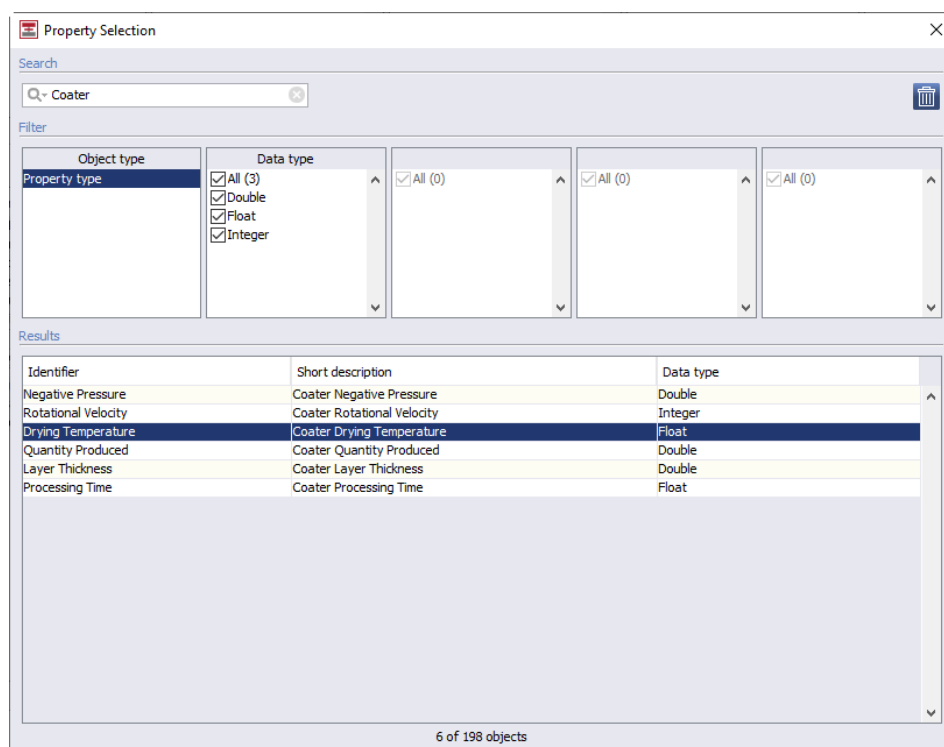 Property Selection
Search
Coater
Filter
Object type Data type
Property type All (3) All (0) All (0) All (0)
Double
Float
Integer
Results
Identifier Short description Data type
Negative Pressure Coater Negative Pressure Double
Rotational Velocity Coater Rotational Velocity Integer
Drying Temperature Coater Drying Temperature Float
Quantity Produced Coater Quantity Produced Double
Layer Thickness Coater Layer Thickness Double
Processing Time Coater Processing Time Float
6 of 198 objects